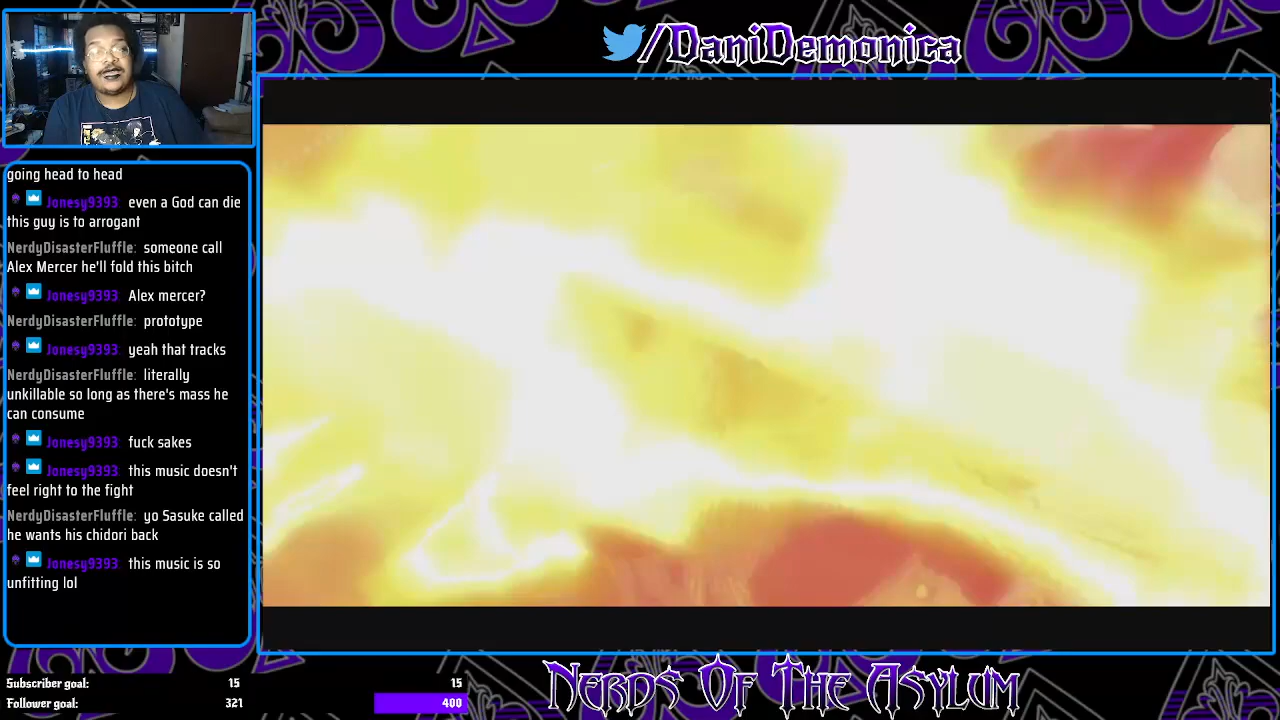 /DaniDemonica
going head to head
Jonesy9393: even a God can die
this guy is to arrogant
NerdyDisasterFluffle: someone call
Alex Mercer he'll fold this bitch
Jonesy9393: Alex mercer?
NerdyDisasterFluffle: prototype
Jonesy9393: yeah that tracks
NerdyDisasterFluffle: literally
unkillable so long as there's mass he
can consume
Jonesy9393: fuck sakes
Jonesy9393: this music doesn't
feel right to the fight
NerdyDisasterFluffle: yo Sasuke called
he wants his chidori back
Jonesy9393: this music is so
unfitting lol
Subscriber goal: 15 15
Follower goal: 321 400
Nerds Of The Asylum